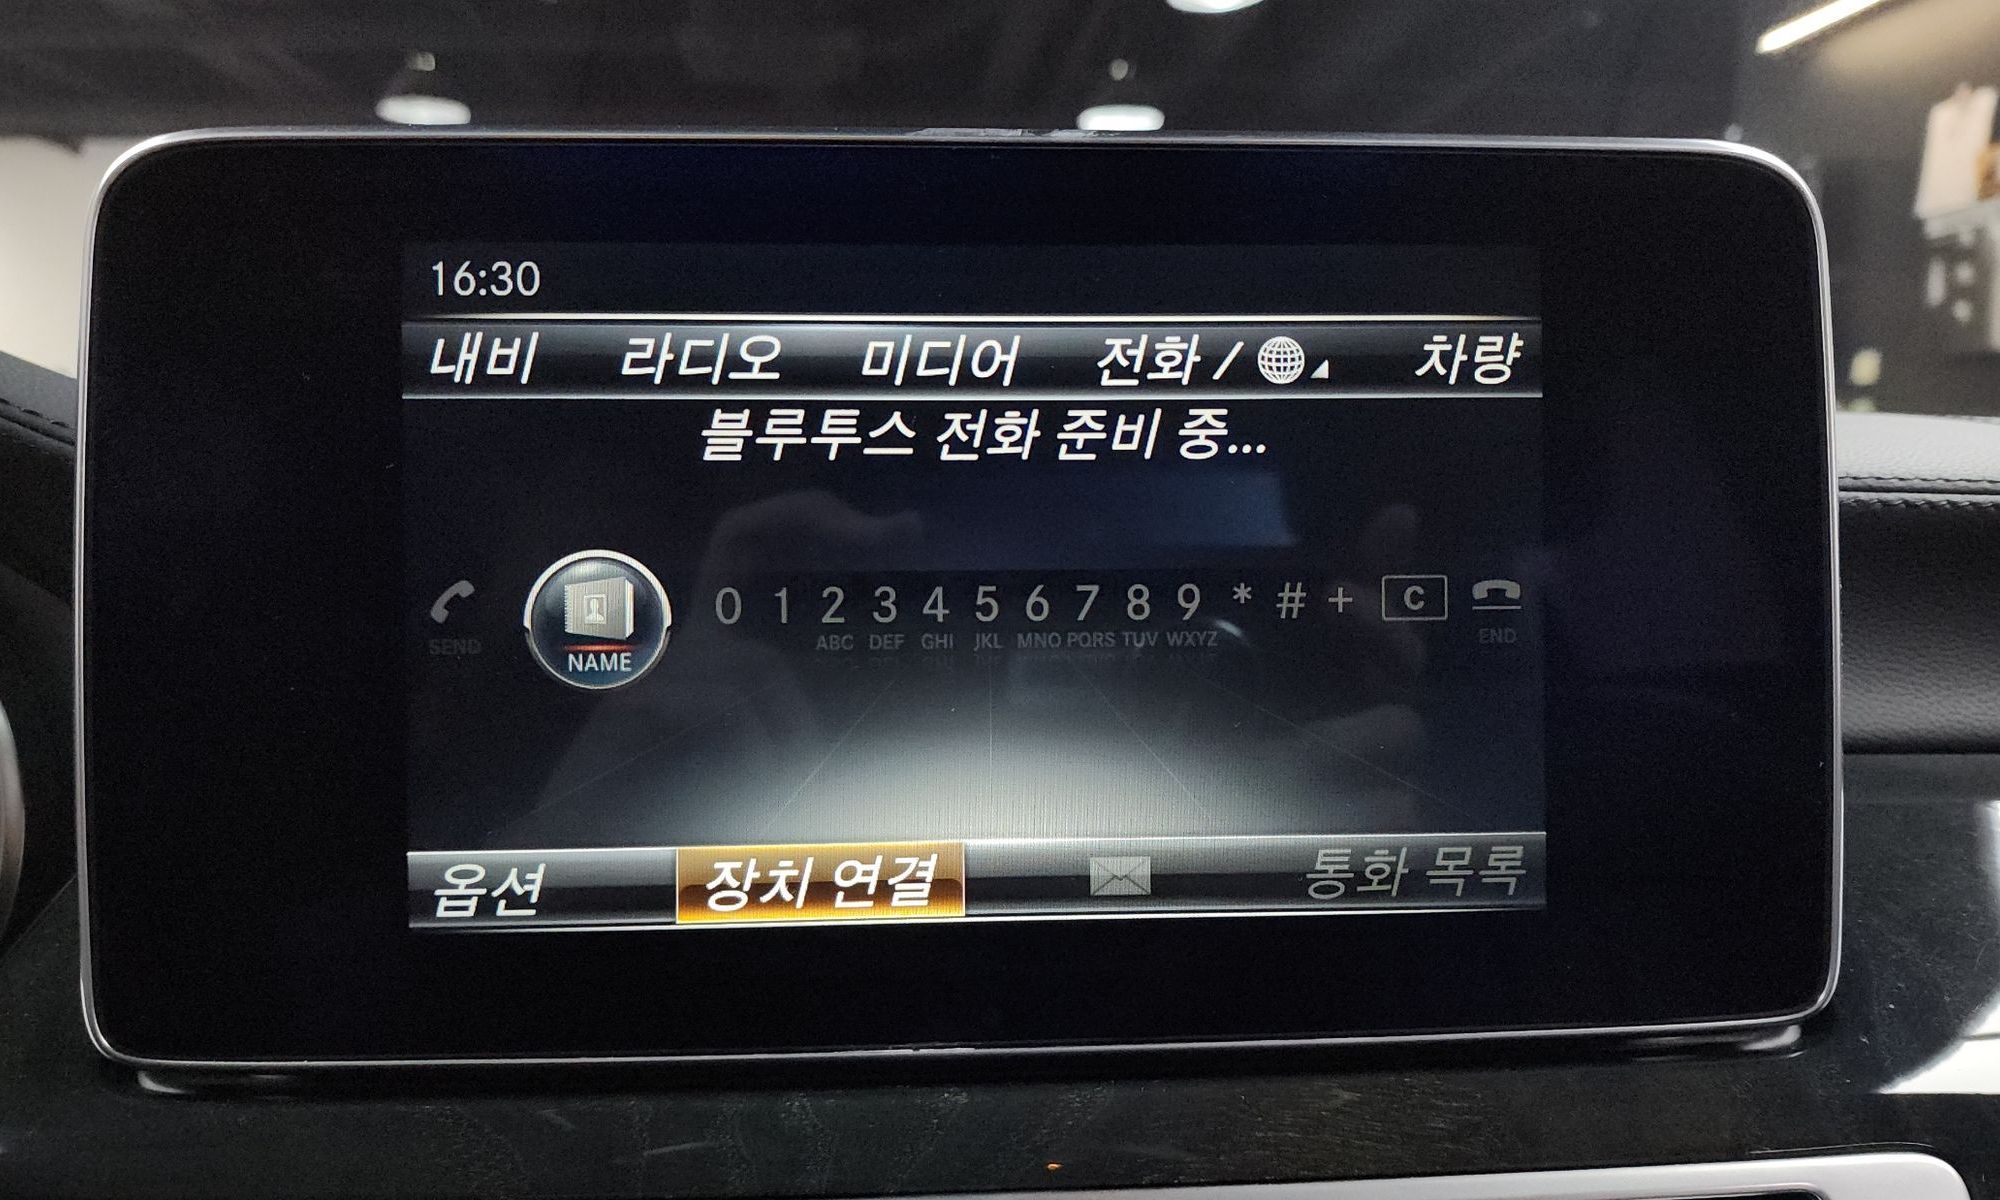 16:30
내비 라디오 미디어 전화 / 차량
블루투스 전화 준비 중...
0 1 2 3 4 5 6 7 8 9 * # + C
ABC DEF GHI JKL MNO PQRS TUV WXYZ
SEND NAME END
옵션 장치 연결 통화 목록